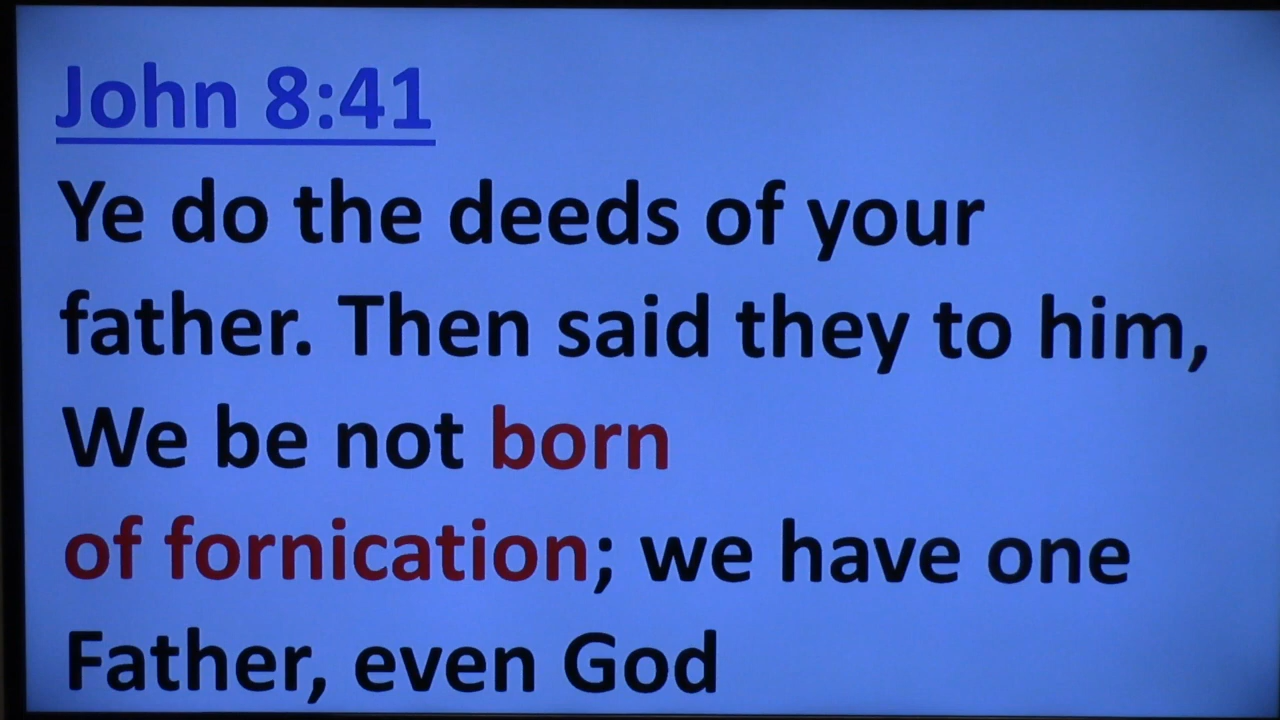 John 8:41
Ye do the deeds of your
father. Then said they to him,
We be not born
of fornication; we have one
Father, even God